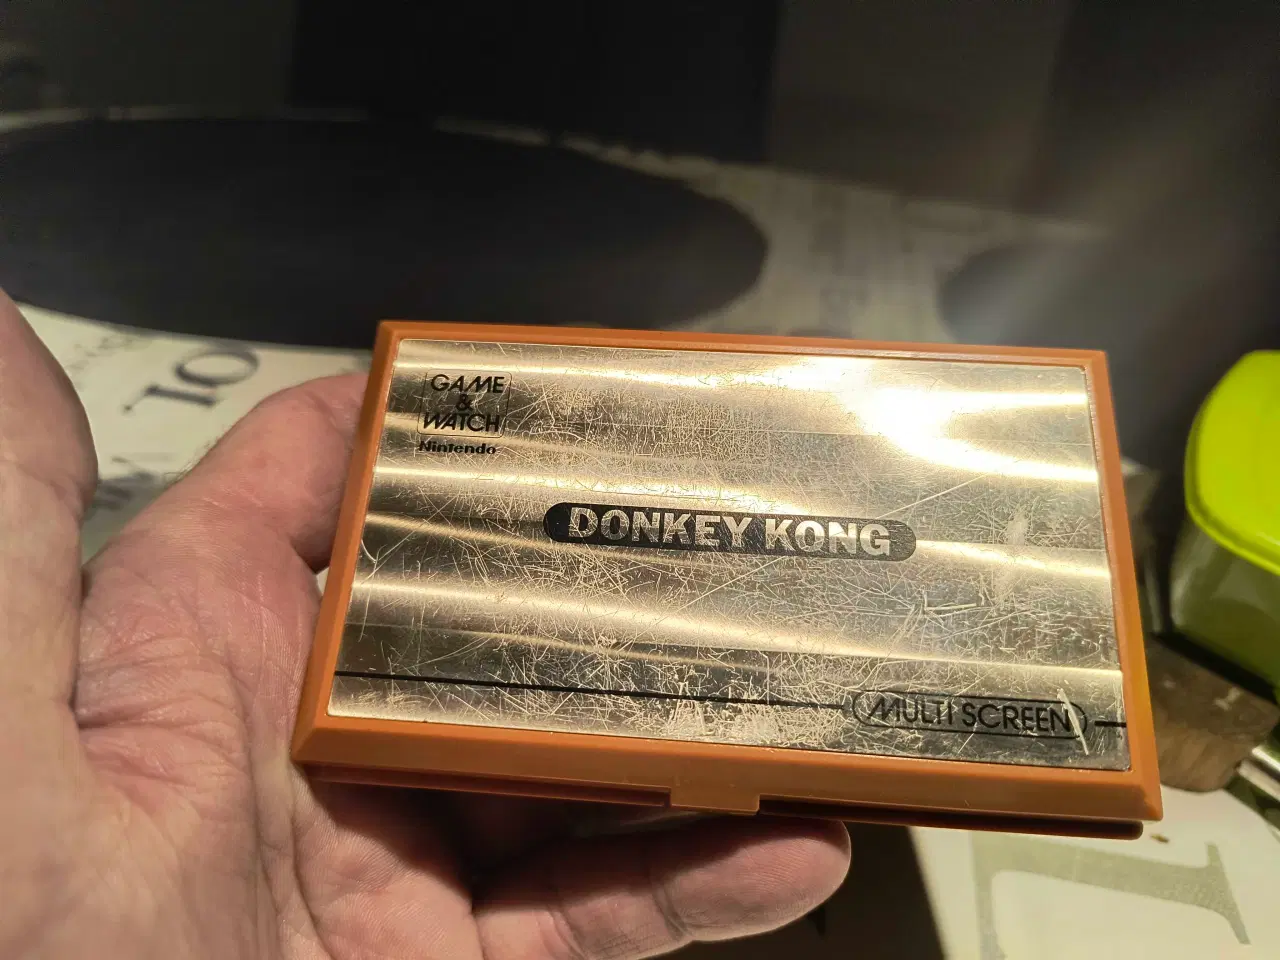 GAME
&
WATCH
Nintendo
DONKEY KONG
MULTI SCREEN